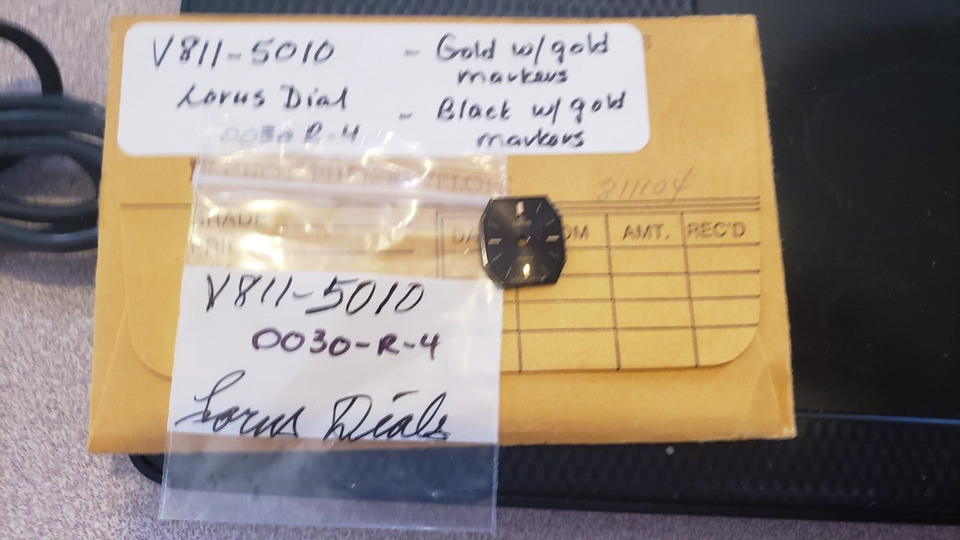 V811-5010
Lorus Dial
0030 R-4
- Gold w/gold
markers
- Black w/ gold
markers
811104
GRADE
AMT.
REC'D
V811-5010
0030-R-4
Lorus Dials